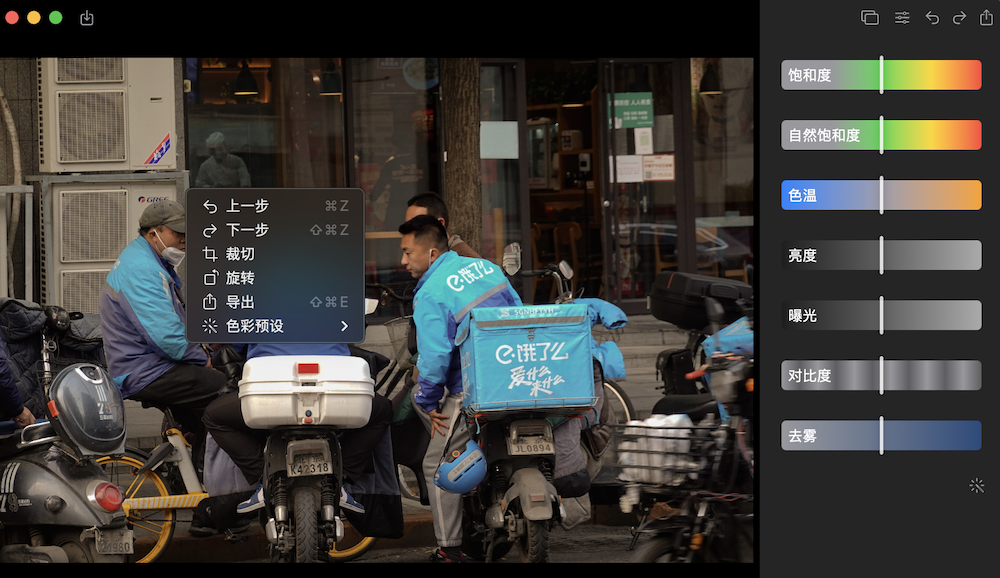 饱和度
自然饱和度
色温
亮度
曝光
对比度
去雾
上一步 ⌘Z
下一步 ⇧⌘Z
裁切
旋转
导出 ⇧⌘E
色彩预设
GREE
饿了么
e·饿了么
爱什么
来什么
K42318
JL0894